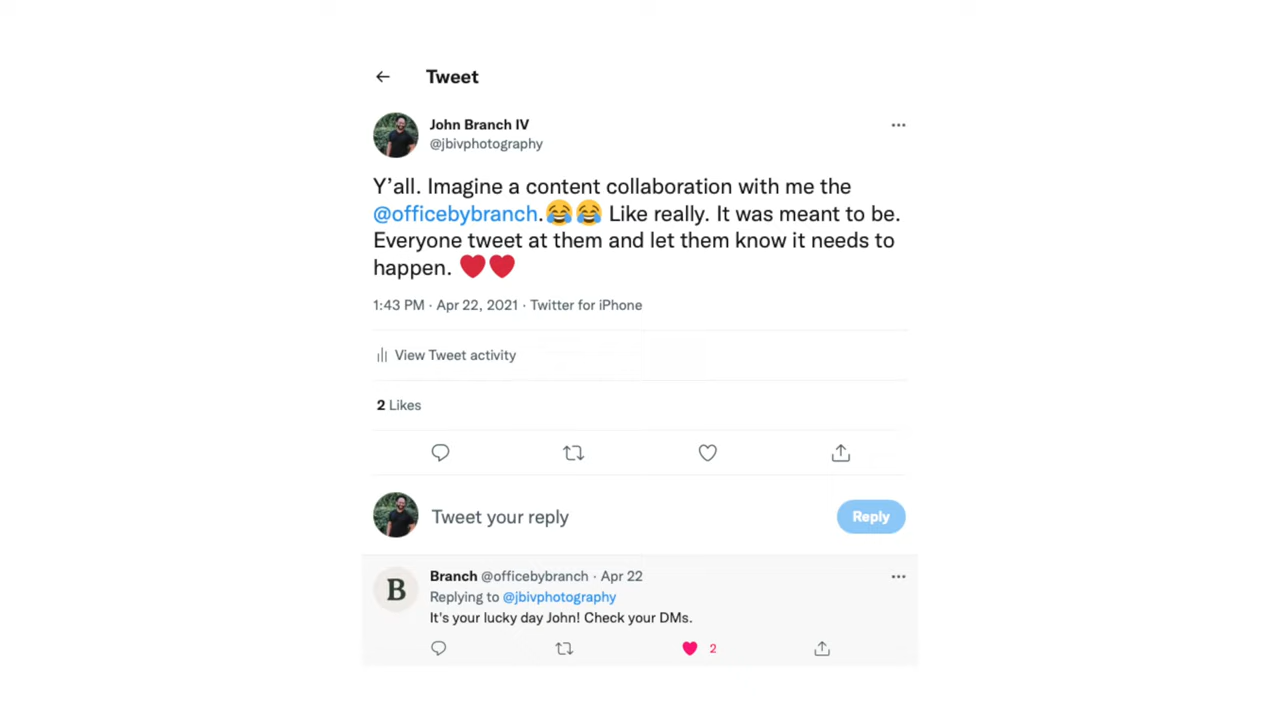 Tweet
John Branch IV
@jbivphotography
Y’all. Imagine a content collaboration with me the
@officebybranch.😂😂 Like really. It was meant to be.
Everyone tweet at them and let them know it needs to
happen. ❤️❤️
1:43 PM · Apr 22, 2021 · Twitter for iPhone
View Tweet activity
2 Likes
Tweet your reply
Reply
B
Branch @officebybranch · Apr 22
Replying to @jbivphotography
It's your lucky day John! Check your DMs.
2